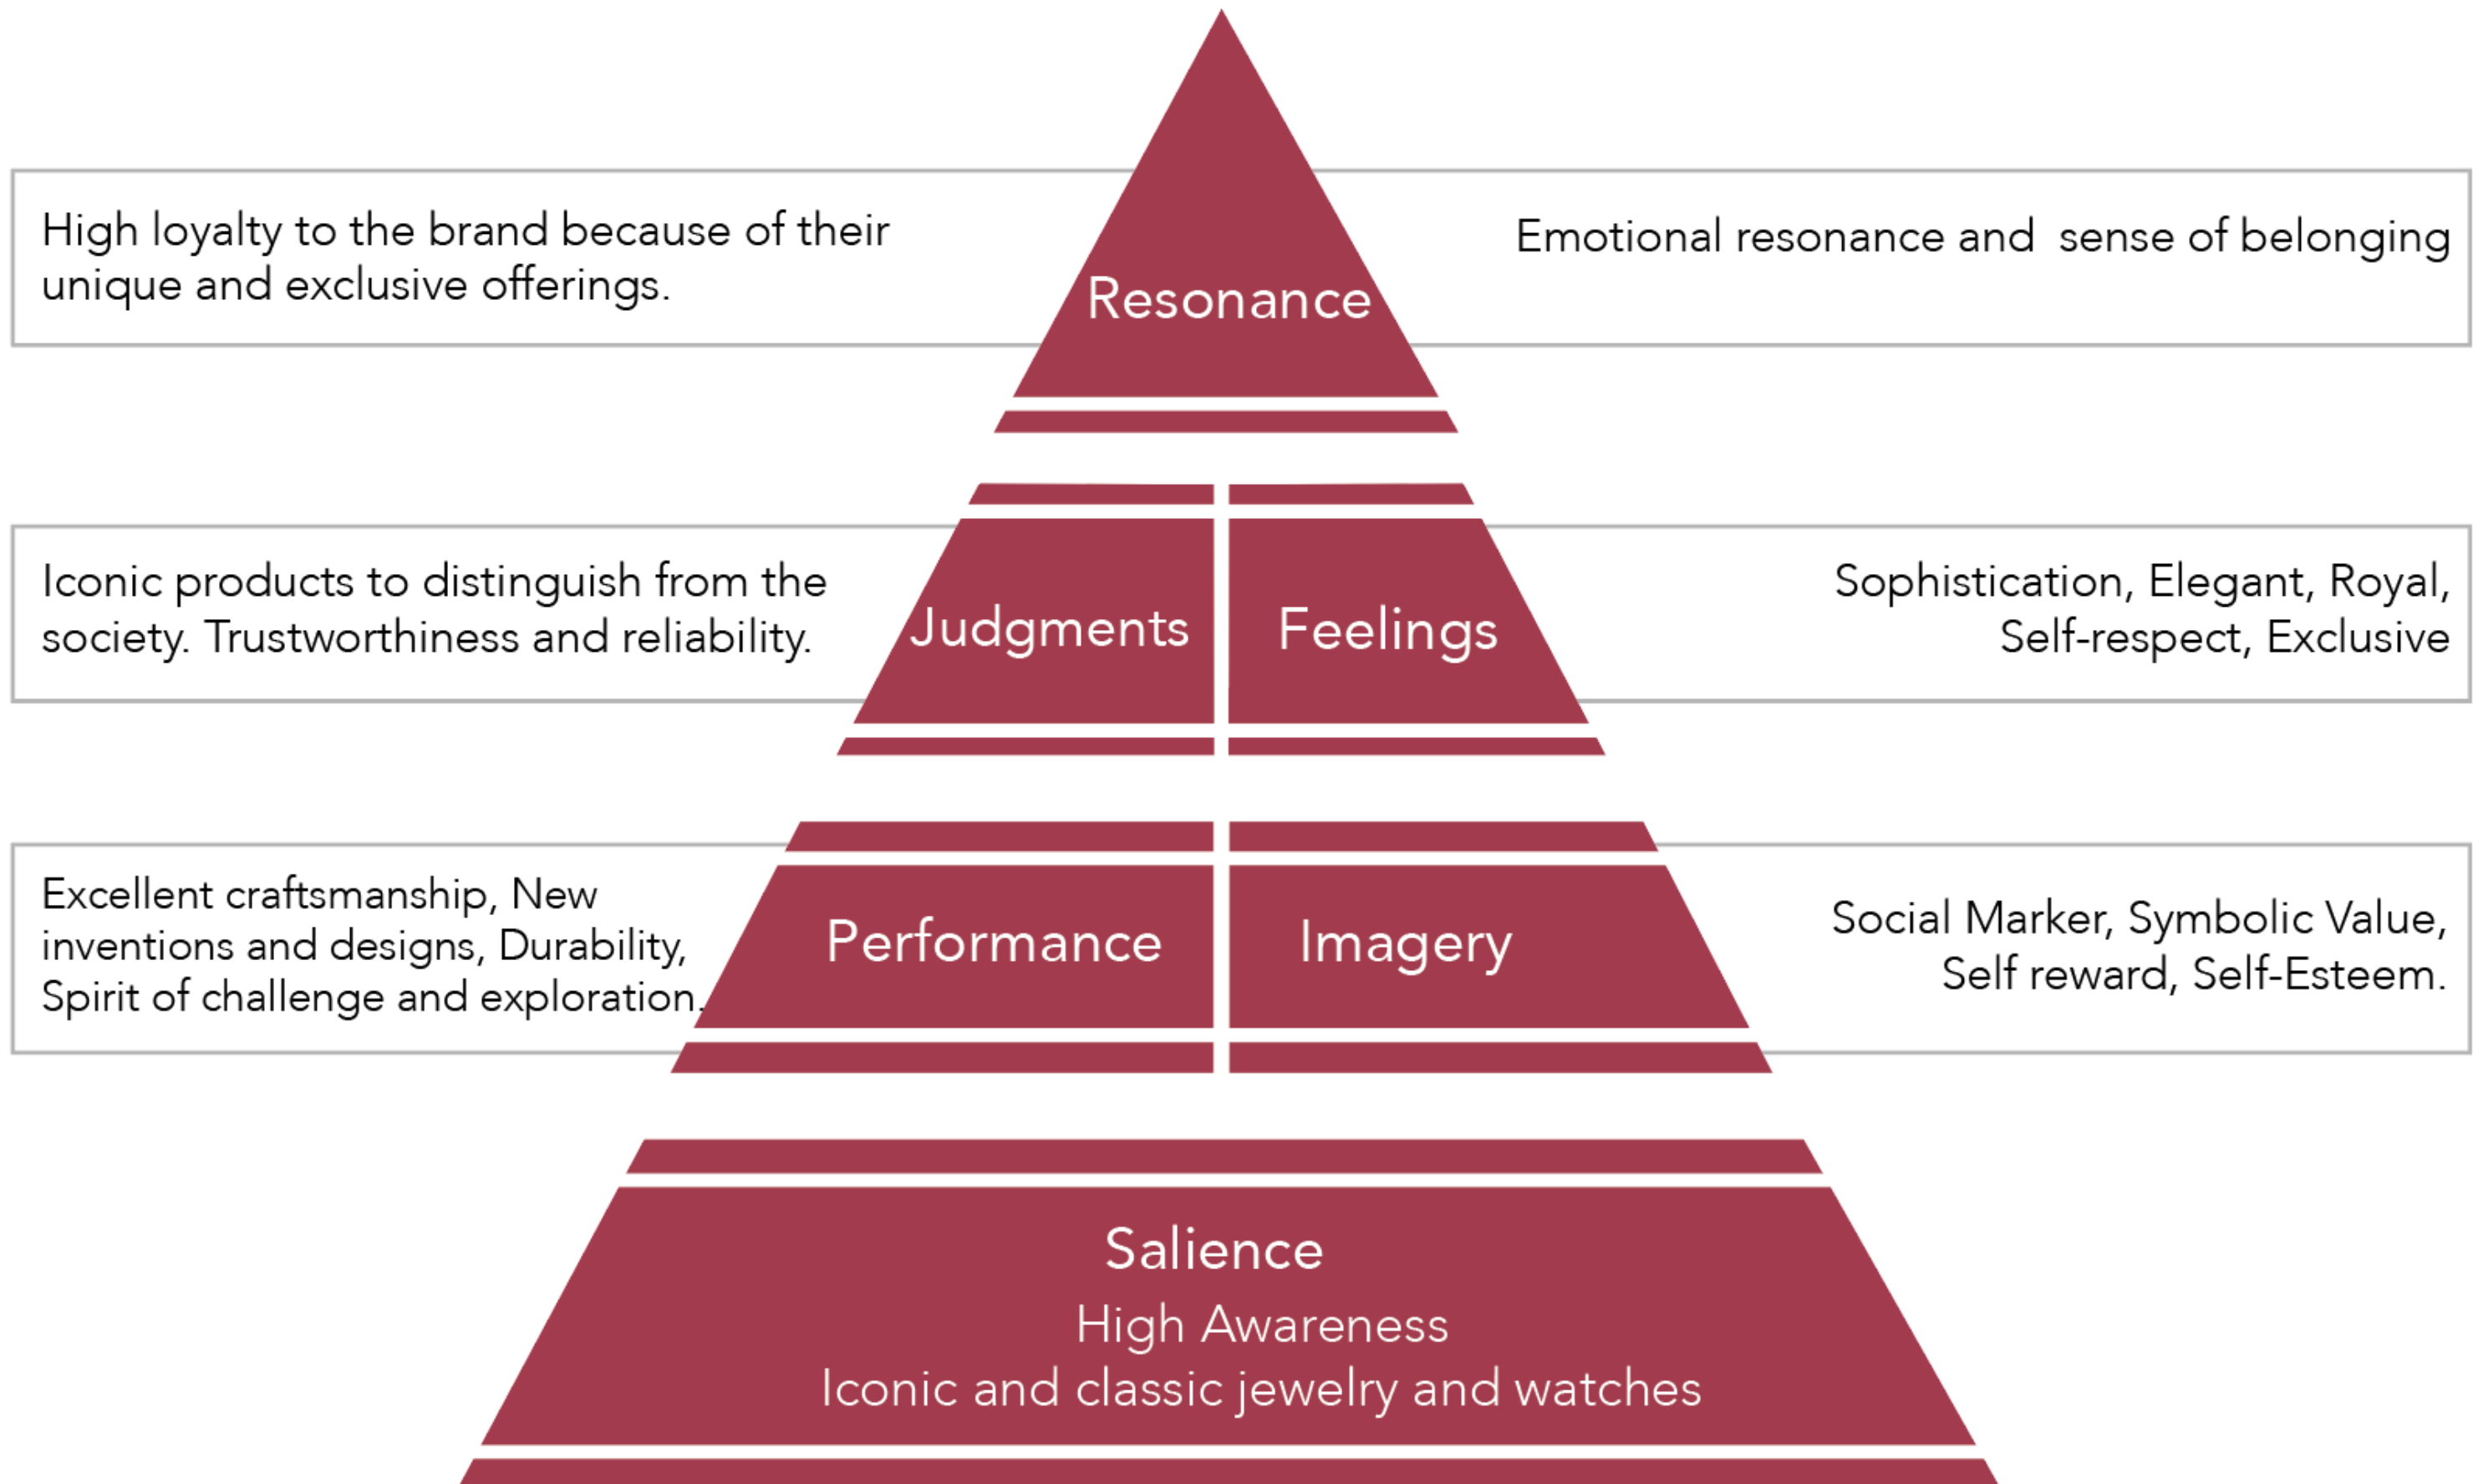 High loyalty to the brand because of their
unique and exclusive offerings.
Resonance
Emotional resonance and  sense of belonging
Iconic products to distinguish from the
society. Trustworthiness and reliability.
Judgments
Feelings
Sophistication, Elegant, Royal,
Self-respect, Exclusive
Excellent craftsmanship, New
inventions and designs, Durability,
Spirit of challenge and exploration.
Performance
Imagery
Social Marker, Symbolic Value,
Self reward, Self-Esteem.
Salience
High Awareness
Iconic and classic jewelry and watches